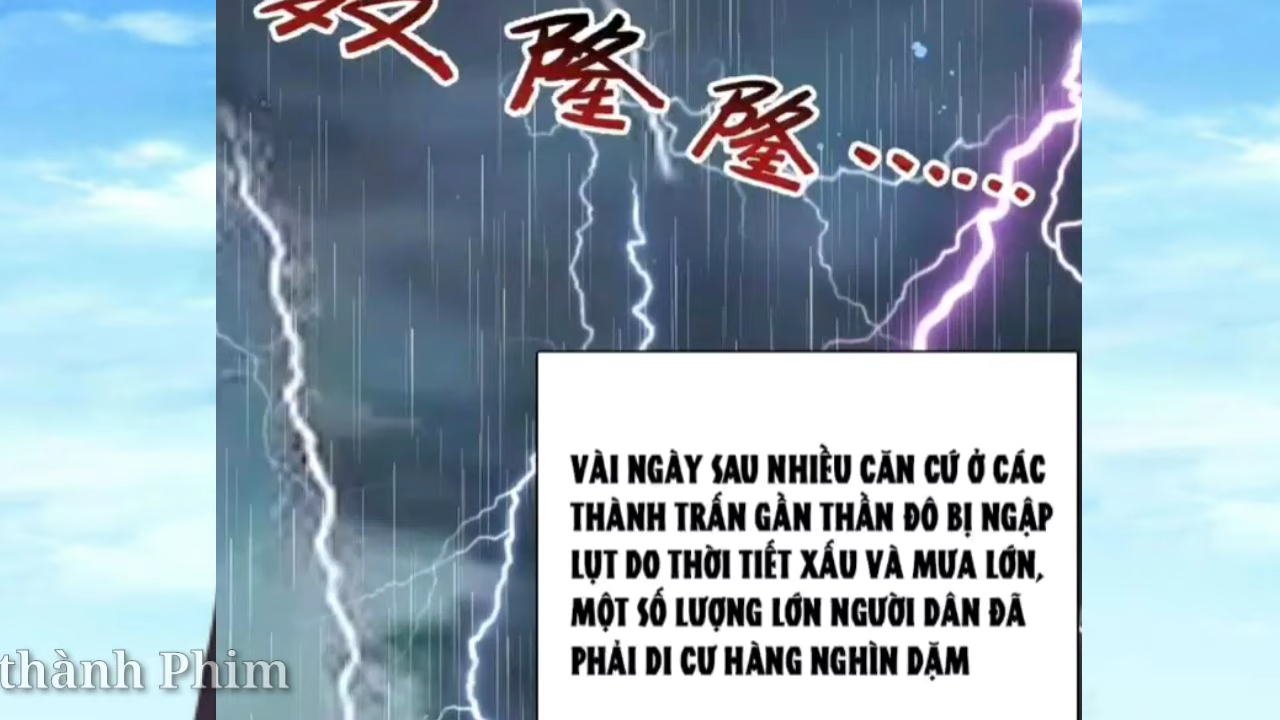 隆隆……
VÀI NGÀY SAU NHIỀU CĂN CỨ Ở CÁC
THÀNH TRẤN GẦN THẦN ĐÔ BỊ NGẬP
LỤT DO THỜI TIẾT XẤU VÀ MƯA LỚN,
MỘT SỐ LƯỢNG LỚN NGƯỜI DÂN ĐÃ
PHẢI DI CƯ HÀNG NGHÌN DẶM
thành Phim